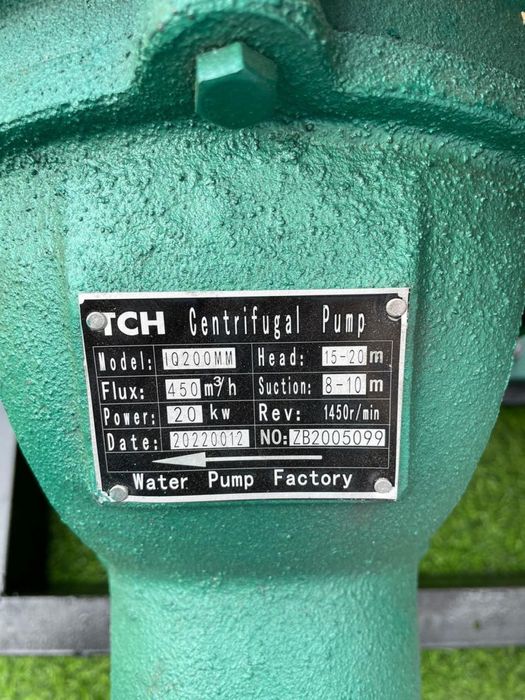 TCH Centrifugal Pump
Model: IQ200MM Head: 15-20 m
Flux: 450 m³/h Suction: 8-10 m
Power: 20 kw Rev: 1450r/min
Date: 20220012 NO: ZB2005099
Water Pump Factory